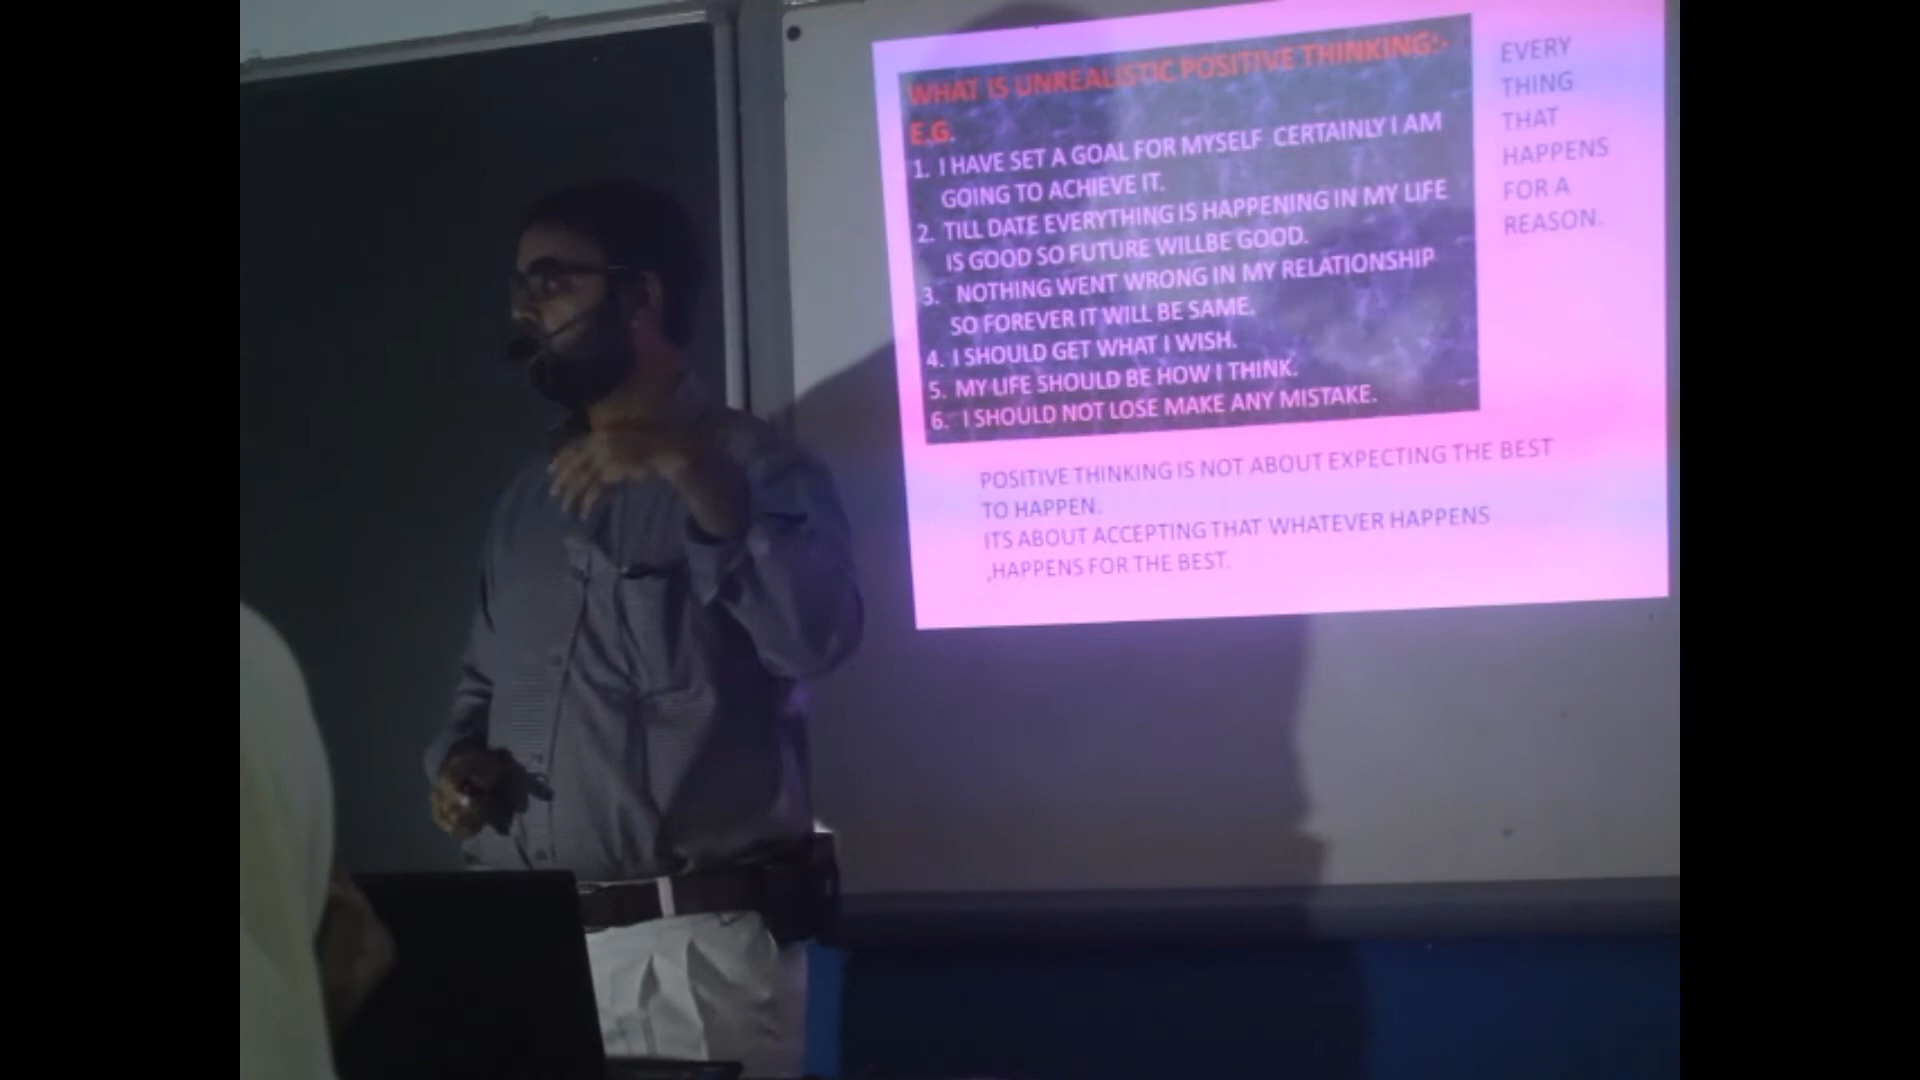 WHAT IS UNREALISTIC POSITIVE THINKING:-
E.G.
1. I HAVE SET A GOAL FOR MYSELF CERTAINLY I AM
GOING TO ACHIEVE IT.
2. TILL DATE EVERYTHING IS HAPPENING IN MY LIFE
IS GOOD SO FUTURE WILLBE GOOD.
3. NOTHING WENT WRONG IN MY RELATIONSHIP
SO FOREVER IT WILL BE SAME.
4. I SHOULD GET WHAT I WISH.
5. MY LIFE SHOULD BE HOW I THINK.
6. I SHOULD NOT LOSE MAKE ANY MISTAKE.
EVERY
THING
THAT
HAPPENS
FOR A
REASON.
POSITIVE THINKING IS NOT ABOUT EXPECTING THE BEST
TO HAPPEN.
ITS ABOUT ACCEPTING THAT WHATEVER HAPPENS
,HAPPENS FOR THE BEST.